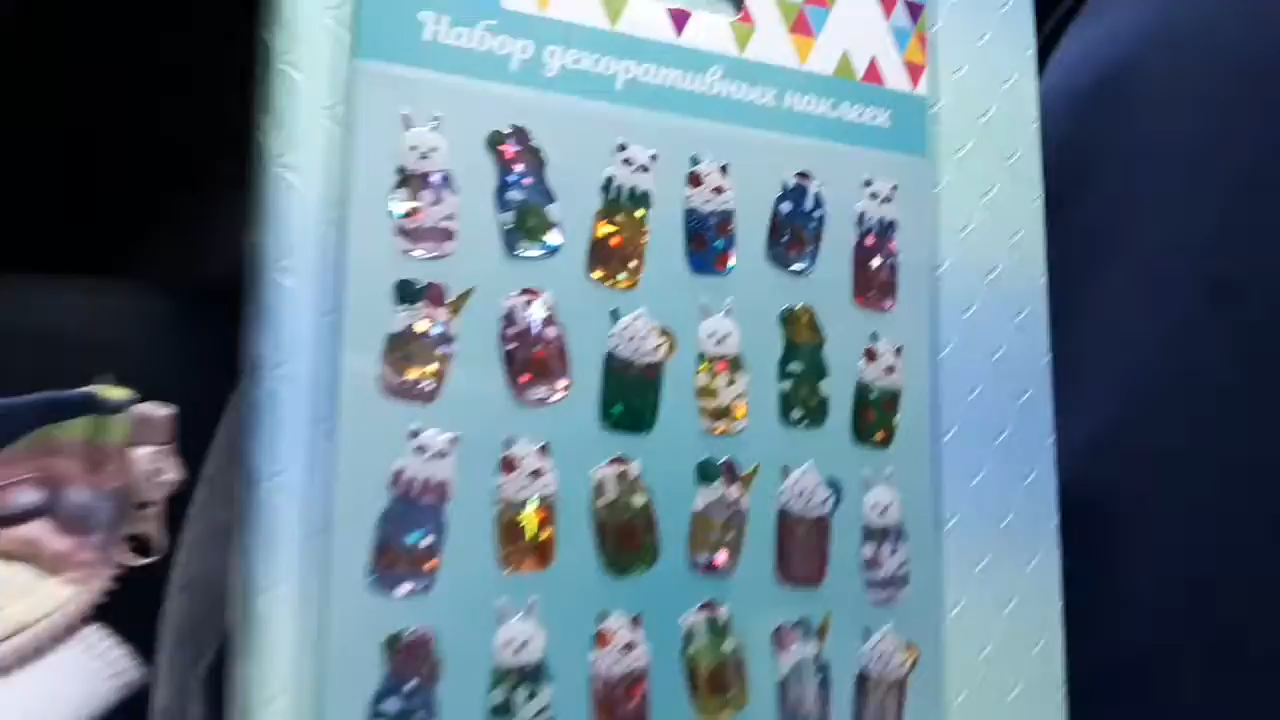 Набор декоративных наклеек